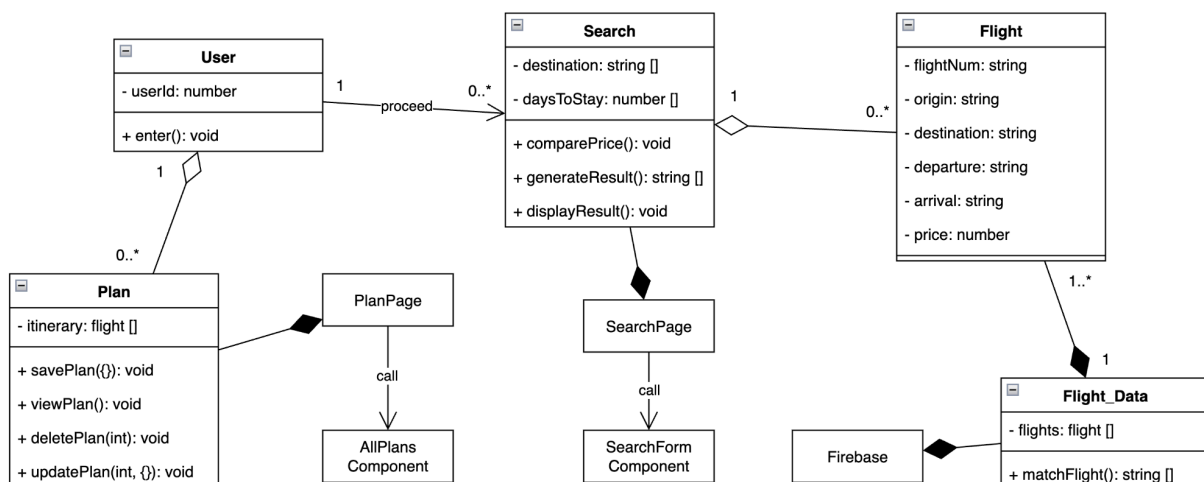 User
- userId: number
+ enter(): void
1
proceed
0..*
Search
- destination: string []
- daysToStay: number []
+ comparePrice(): void
+ generateResult(): string []
+ displayResult(): void
1
0..*
Flight
- flightNum: string
- origin: string
- destination: string
- departure: string
- arrival: string
- price: number
1
0..*
Plan
- itinerary: flight []
+ savePlan({}): void
+ viewPlan(): void
+ deletePlan(int): void
+ updatePlan(int, {}): void
PlanPage
call
AllPlans
Component
SearchPage
call
SearchForm
Component
1..*
1
Flight_Data
- flights: flight []
+ matchFlight(): string []
Firebase